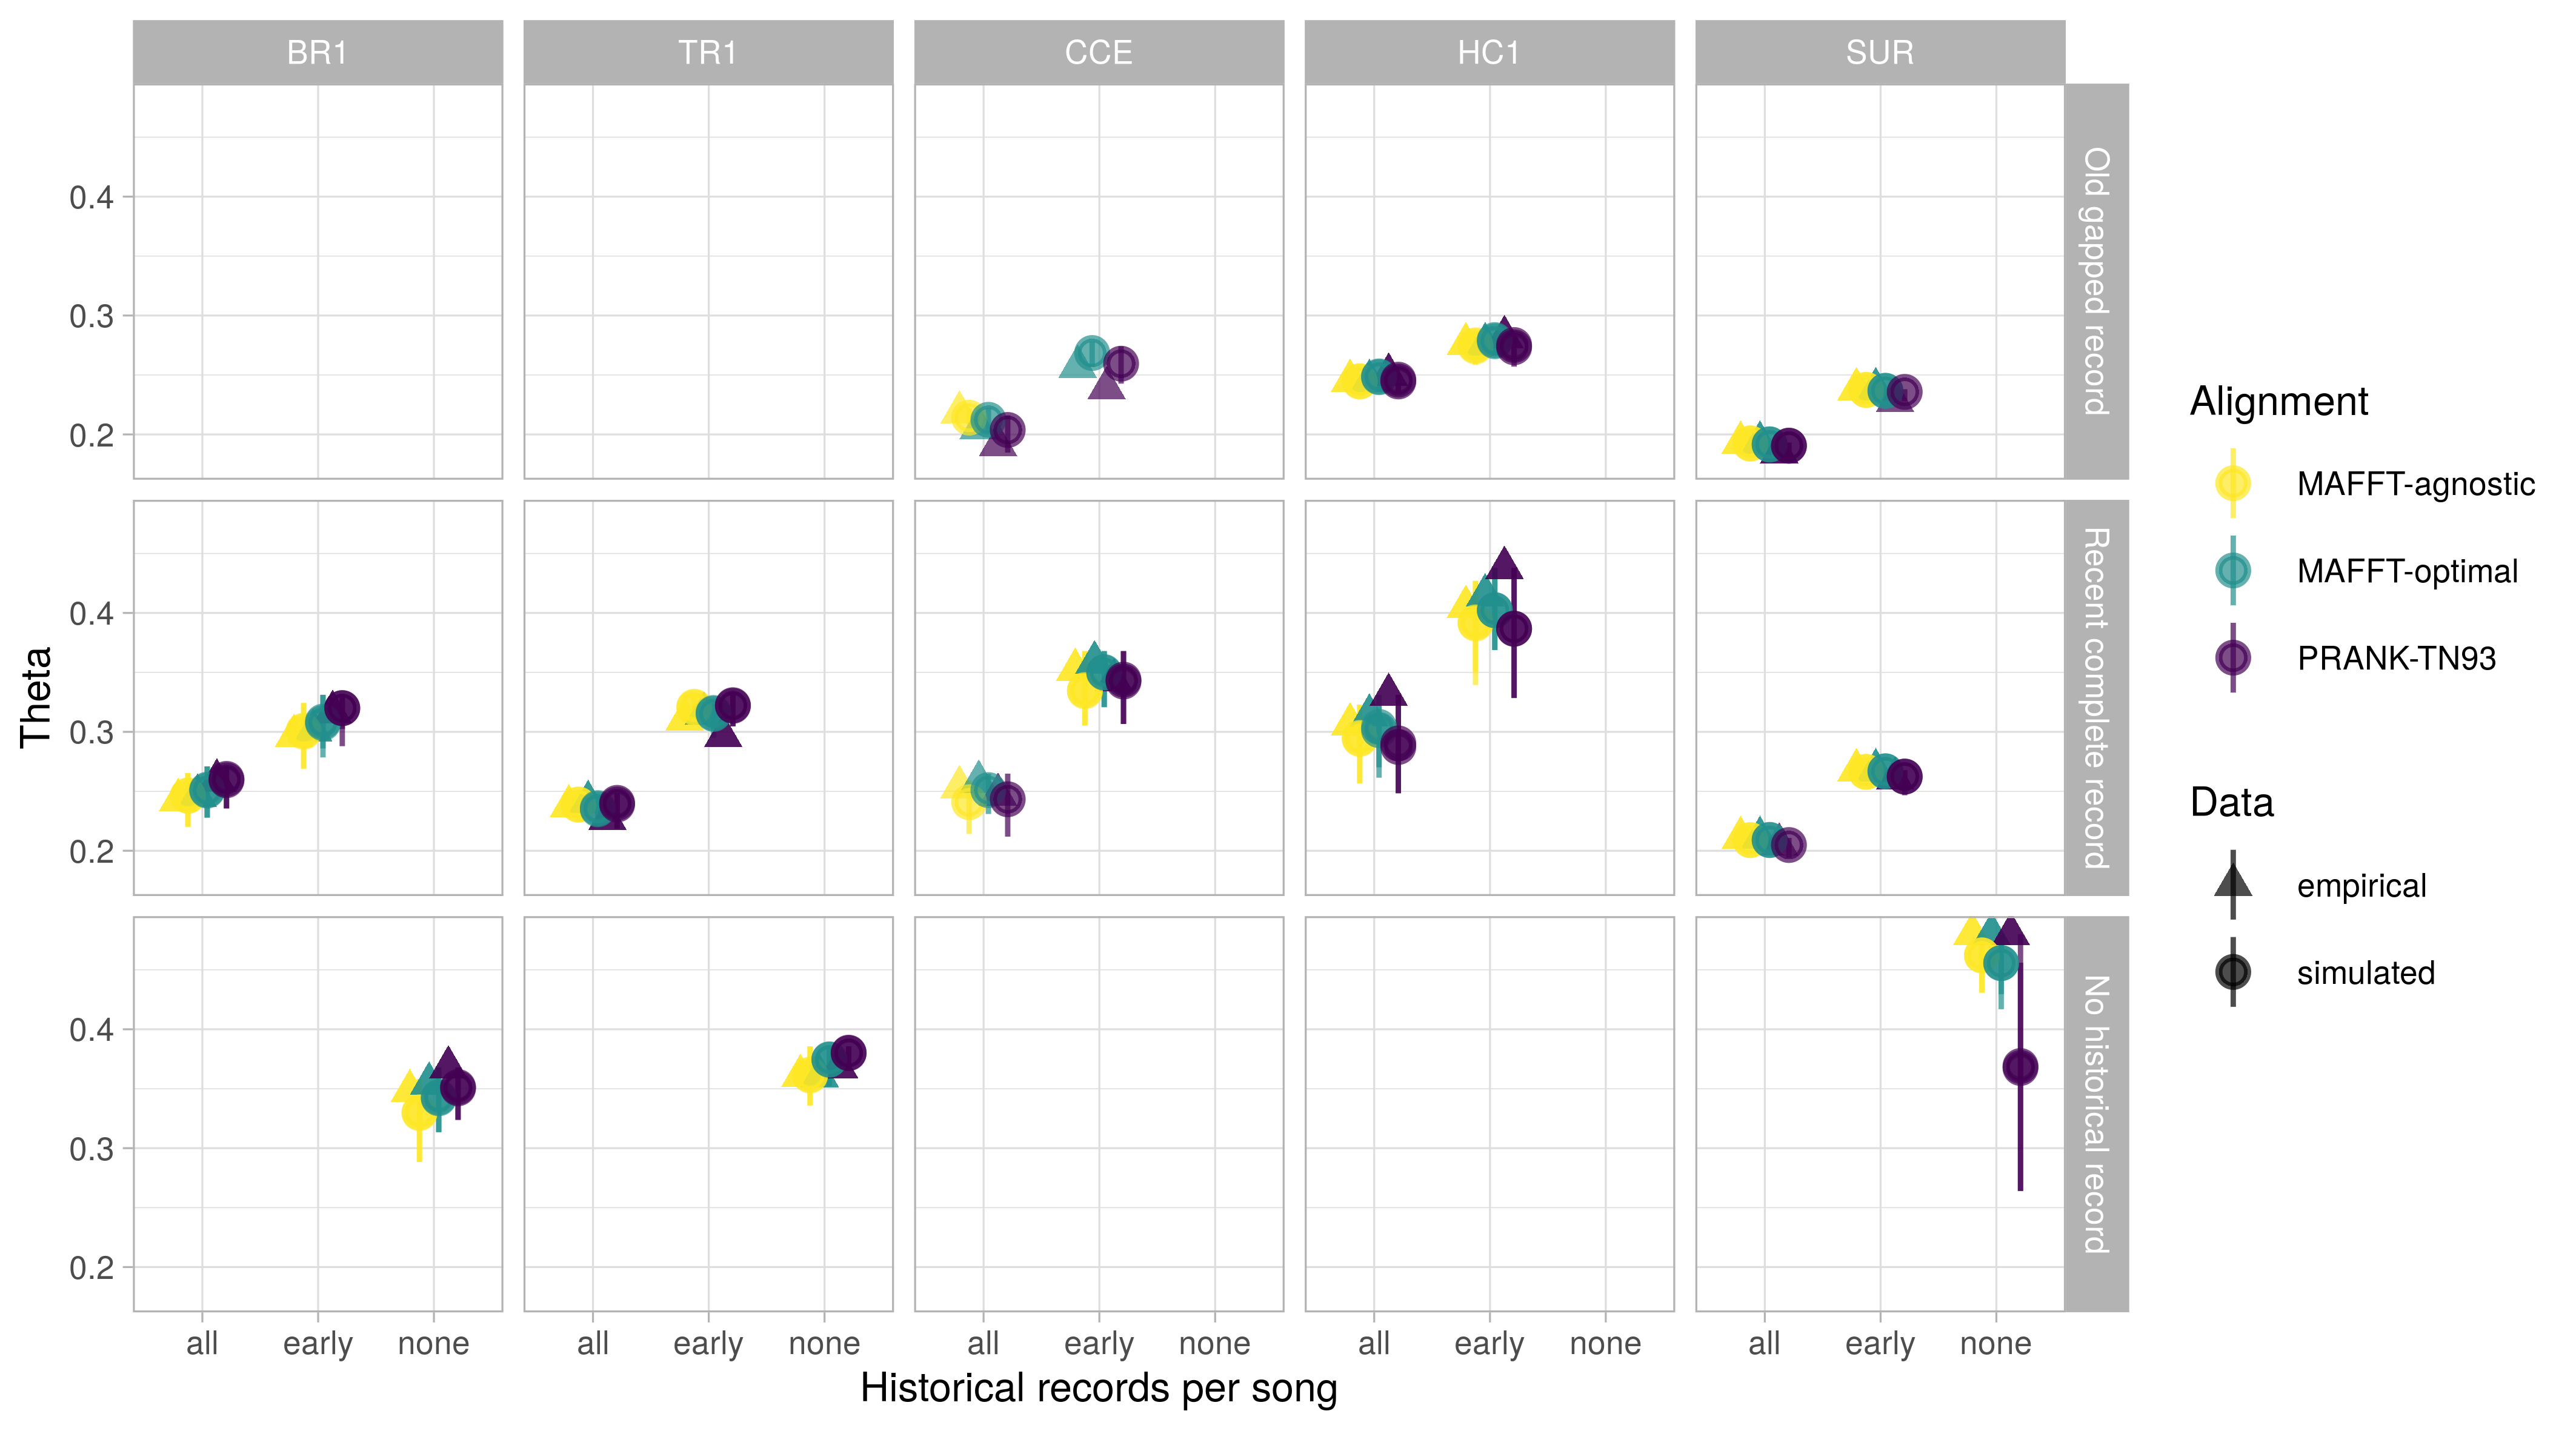 BR1 TR1 CCE HC1 SUR
0.4
0.3
0.2
Old gapped record
0.4
0.3
0.2
Recent complete record
0.4
0.3
0.2
No historical record
Theta
all early none all early none all early none all early none all early none
Historical records per song
Alignment
MAFFT-agnostic
MAFFT-optimal
PRANK-TN93
Data
empirical
simulated